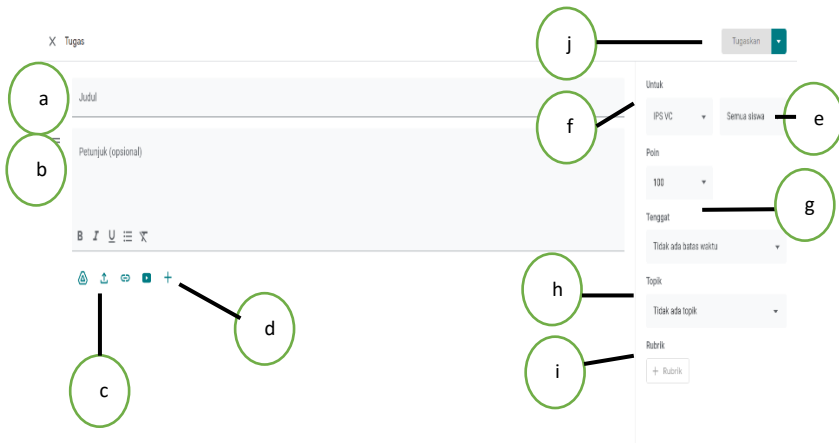 X Tugas
j
Tugaskan
a
Judul
Untuk
f
IPS VC
Semua siswa
e
b
Petunjuk (opsional)
Poin
100
g
Tenggat
B I U
Tidak ada batas waktu
Topik
h
Tidak ada topik
d
c
Rubrik
i
+ Rubrik